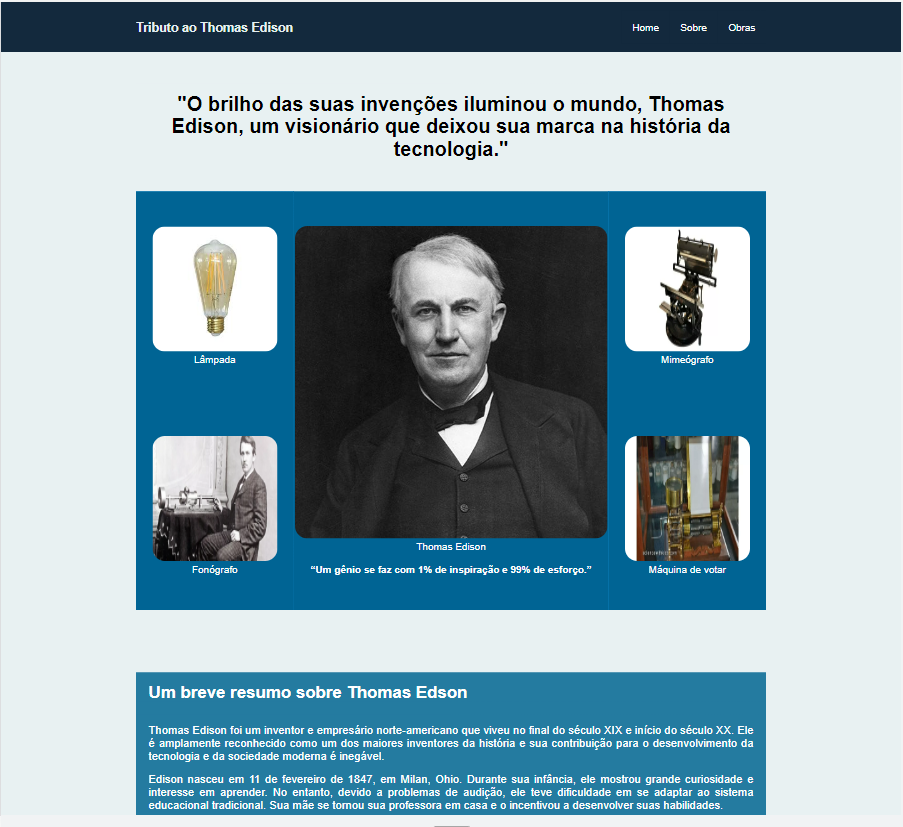 Tributo ao Thomas Edison
Home Sobre Obras
"O brilho das suas invenções iluminou o mundo, Thomas
Edison, um visionário que deixou sua marca na história da
tecnologia."
Lâmpada
Mimeógrafo
Fonógrafo
Thomas Edison
“Um gênio se faz com 1% de inspiração e 99% de esforço.”
Máquina de votar
Um breve resumo sobre Thomas Edson
Thomas Edison foi um inventor e empresário norte-americano que viveu no final do século XIX e início do século XX. Ele
é amplamente reconhecido como um dos maiores inventores da história e sua contribuição para o desenvolvimento da
tecnologia e da sociedade moderna é inegável.
Edison nasceu em 11 de fevereiro de 1847, em Milan, Ohio. Durante sua infância, ele mostrou grande curiosidade e
interesse em aprender. No entanto, devido a problemas de audição, ele teve dificuldade em se adaptar ao sistema
educacional tradicional. Sua mãe se tornou sua professora em casa e o incentivou a desenvolver suas habilidades.